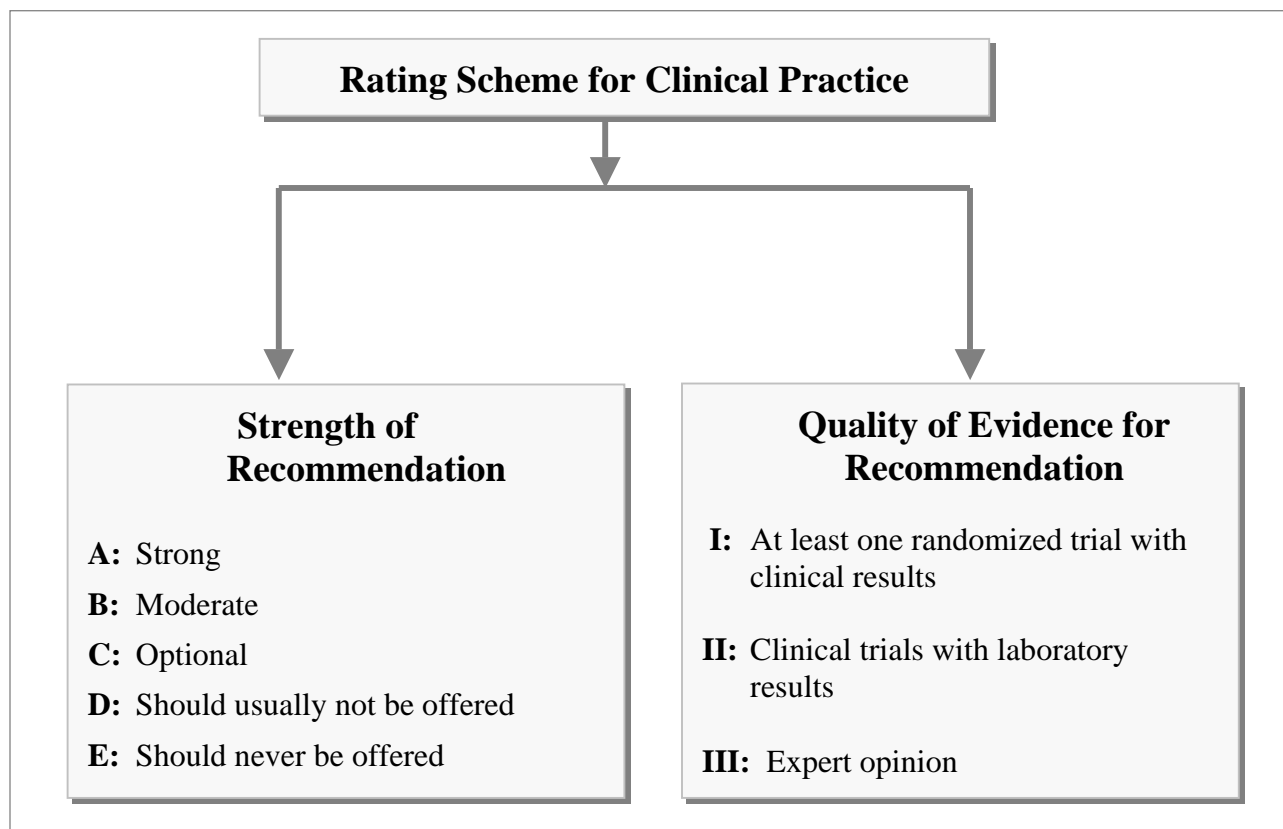 Rating Scheme for Clinical Practice
Strength of
Recommendation
A: Strong
B: Moderate
C: Optional
D: Should usually not be offered
E: Should never be offered
Quality of Evidence for
Recommendation
I: At least one randomized trial with
clinical results
II: Clinical trials with laboratory
results
III: Expert opinion